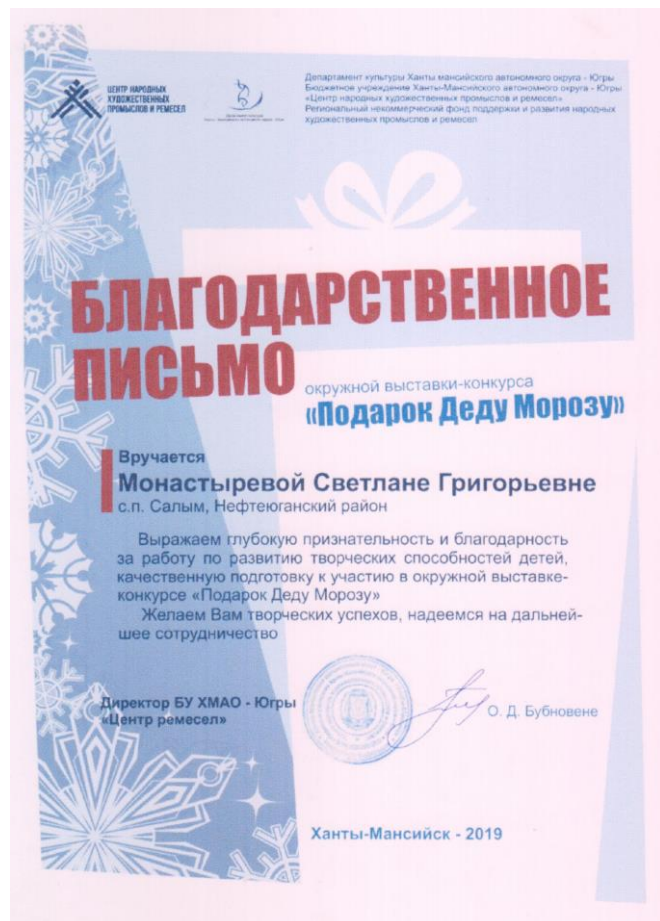 ЦЕНТР НАРОДНЫХ
ХУДОЖЕСТВЕННЫХ
ПРОМЫСЛОВ И РЕМЕСЕЛ
Департамент культуры Ханты мансийского автономного округа - Югры
Бюджетное учреждение Ханты-Мансийского автономного округа - Югры
«Центр народных художественных промыслов и ремесел»
Региональный некоммерческий фонд поддержки и развития народных
художественных промыслов и ремесел
БЛАГОДАРСТВЕННОЕ
ПИСЬМО
окружной выставки-конкурса
«Подарок Деду Морозу»
Вручается
Монастыревой Светлане Григорьевне
с.п. Салым, Нефтеюганский район
Выражаем глубокую признательность и благодарность
за работу по развитию творческих способностей детей,
качественную подготовку к участию в окружной выставке-
конкурсе «Подарок Деду Морозу»
Желаем Вам творческих успехов, надеемся на дальней-
шее сотрудничество
Директор БУ ХМАО - Югры
«Центр ремесел»
О. Д. Бубновене
Ханты-Мансийск - 2019